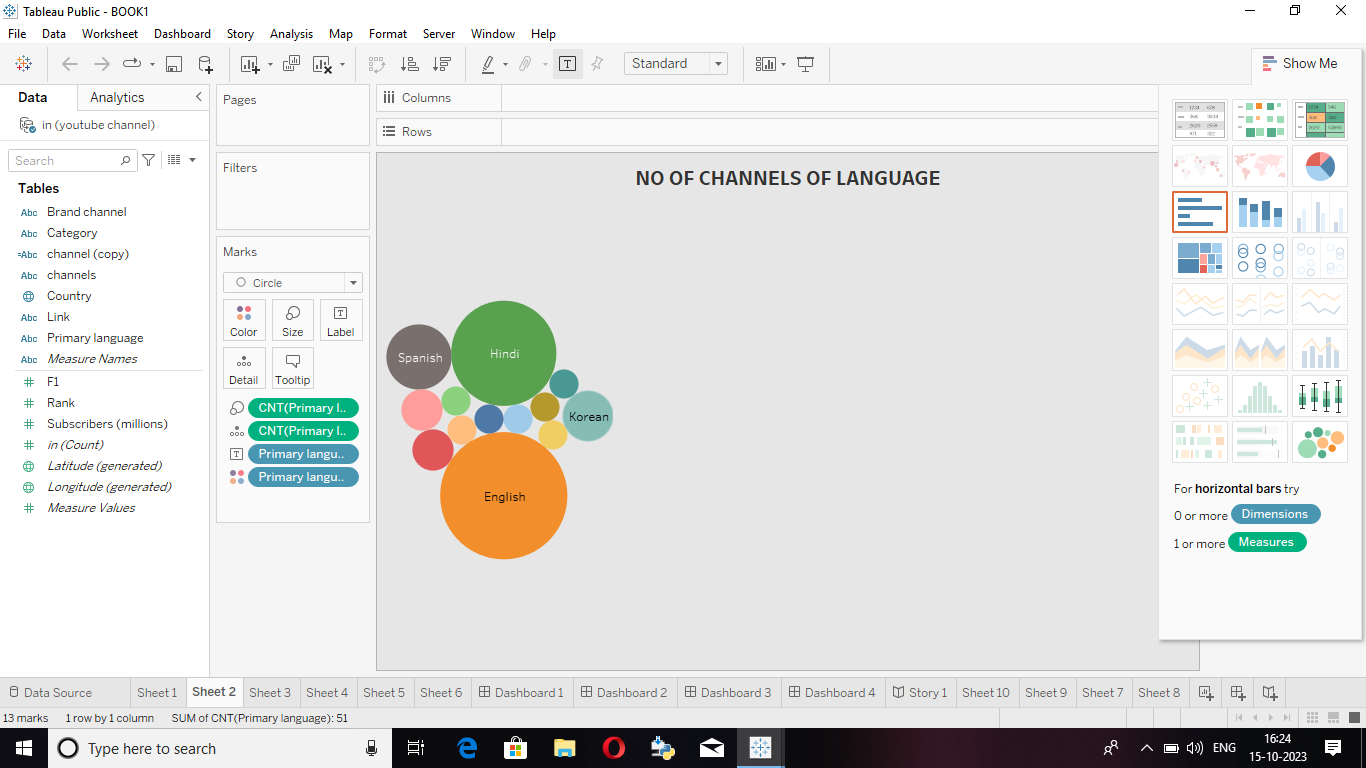 Tableau Public - BOOK1
File Data Worksheet Dashboard Story Analysis Map Format Server Window Help
Standard
Show Me
Data Analytics
in (youtube channel)
Search
Tables
Abc Brand channel
Abc Category
=Abc channel (copy)
Abc channels
Country
Abc Link
Abc Primary language
Abc Measure Names
F1
Rank
Subscribers (millions)
in (Count)
Latitude (generated)
Longitude (generated)
Measure Values
Pages
Filters
Marks
Circle
Color Size Label
Detail Tooltip
CNT(Primary l..
CNT(Primary l..
Primary langu..
Primary langu..
Columns
Rows
NO OF CHANNELS OF LANGUAGE
Spanish
Hindi
Korean
English
For horizontal bars try
0 or more Dimensions
1 or more Measures
Data Source Sheet 1 Sheet 2 Sheet 3 Sheet 4 Sheet 5 Sheet 6 Dashboard 1 Dashboard 2 Dashboard 3 Dashboard 4 Story 1 Sheet 10 Sheet 9 Sheet 7 Sheet 8
13 marks 1 row by 1 column SUM of CNT(Primary language): 51
Type here to search
ENG
16:24
15-10-2023